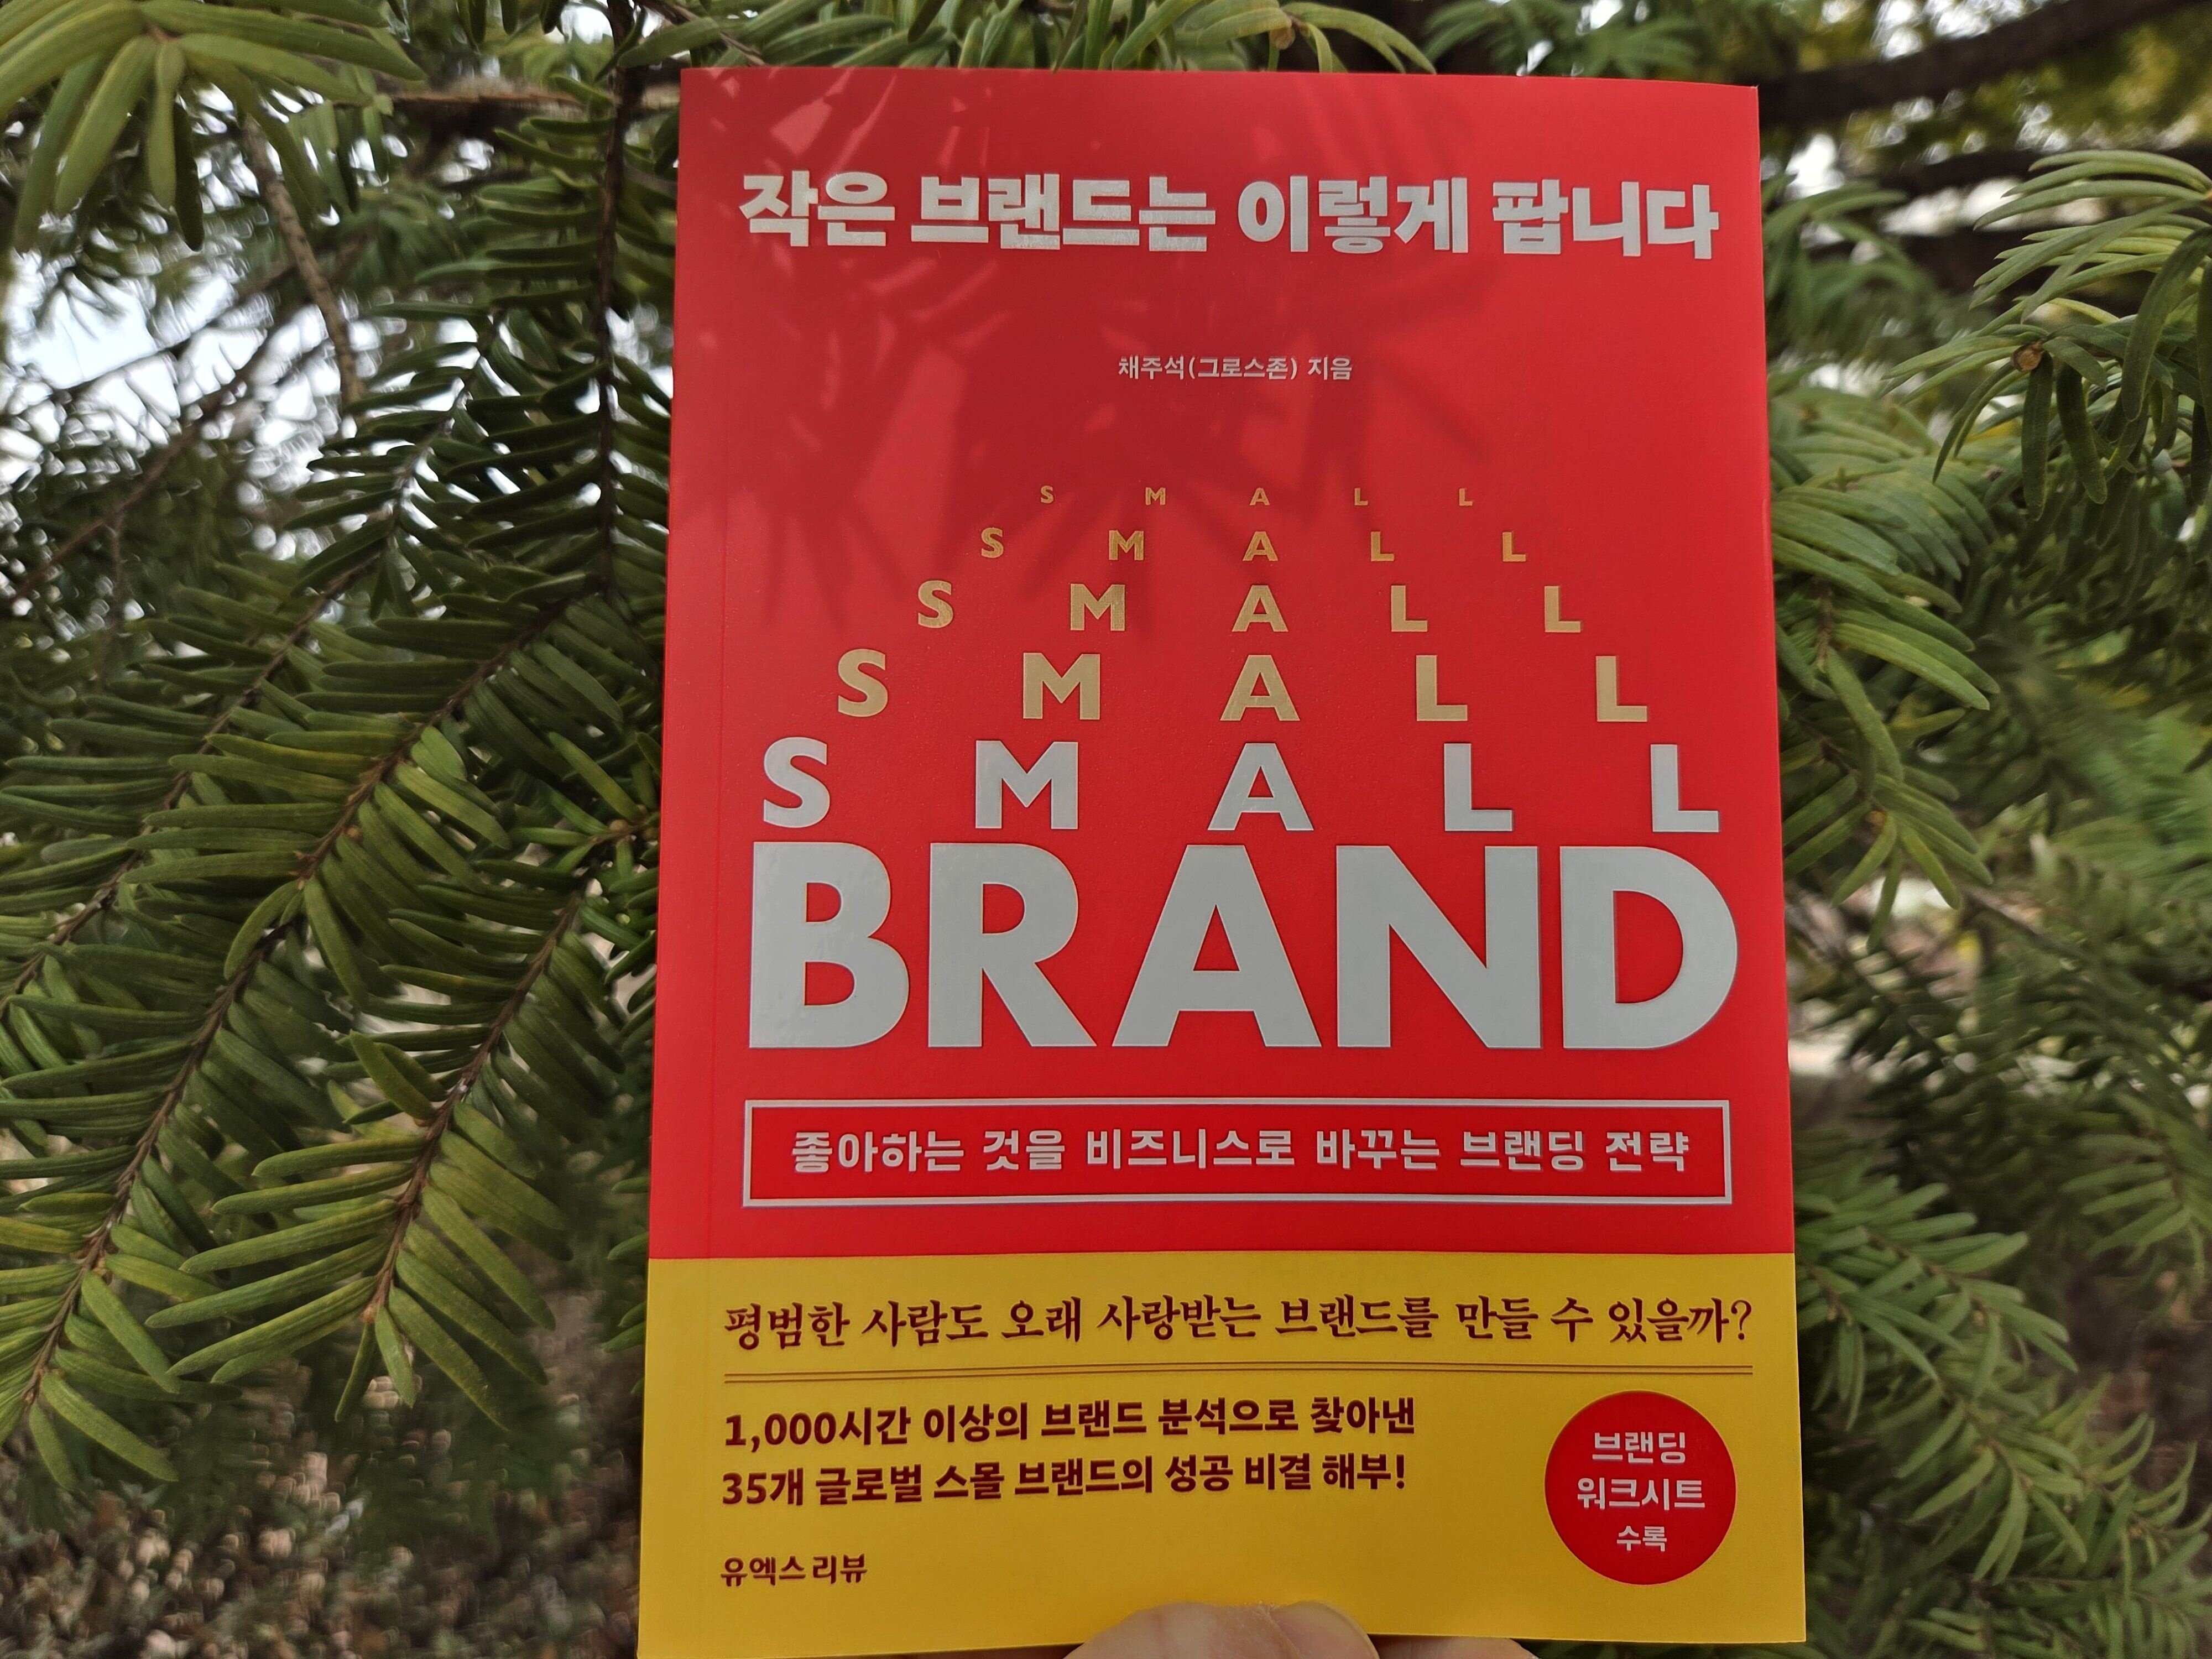 작은 브랜드는 이렇게 팝니다
채주석(그로스존) 지음
SMALL
SMALL
SMALL
SMALL
SMALL
BRAND
좋아하는 것을 비즈니스로 바꾸는 브랜딩 전략
평범한 사람도 오래 사랑받는 브랜드를 만들 수 있을까?
1,000시간 이상의 브랜드 분석으로 찾아낸
35개 글로벌 스몰 브랜드의 성공 비결 해부!
브랜딩
워크시트
수록
유엑스리뷰